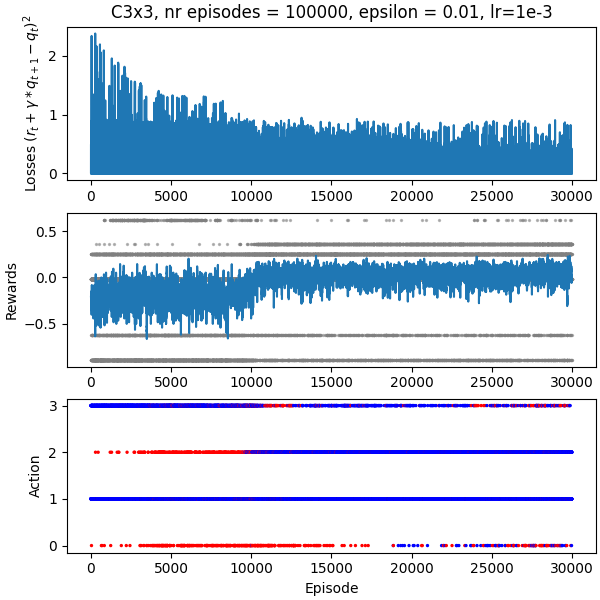 C3x3, nr episodes = 100000, epsilon = 0.01, lr=1e-3
Losses $(r_t + \gamma * q_{t+1} - q_t)^2$
2
1
0
0 5000 10000 15000 20000 25000 30000
Rewards
0.5
0.0
−0.5
0 5000 10000 15000 20000 25000 30000
Action
3
2
1
0
0 5000 10000 15000 20000 25000 30000
Episode